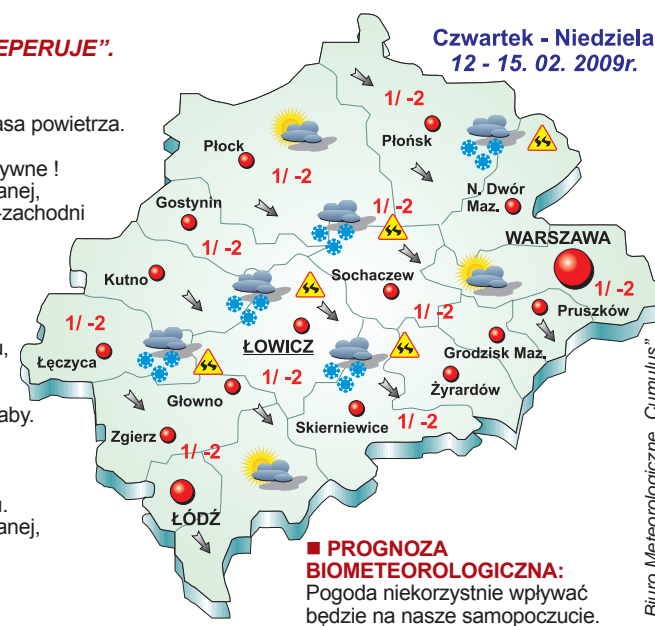 EPERUJE”.
asa powietrza.
ywne !
anej,
-zachodni
u,
aby.
u.
anej,
Czwartek - Niedziela
12 - 15. 02. 2009r.
1/ -2
Płońsk
Płock
1/ -2
N. Dwór
Maz.
Gostynin
1/ -2
1/ -2
WARSZAWA
Kutno
Sochaczew
1/ -2
Pruszków
1/ -2
1/ -2
Łęczyca
ŁOWICZ
Grodzisk Maz.
1/ -2
Żyrardów
Głowno
Skierniewice
1/ -2
Zgierz
1/ -2
ŁÓDŹ
■ PROGNOZA
BIOMETEOROLOGICZNA:
Pogoda niekorzystnie wpływać
będzie na nasze samopoczucie.
Biuro Meteorologiczne „Cumulus”